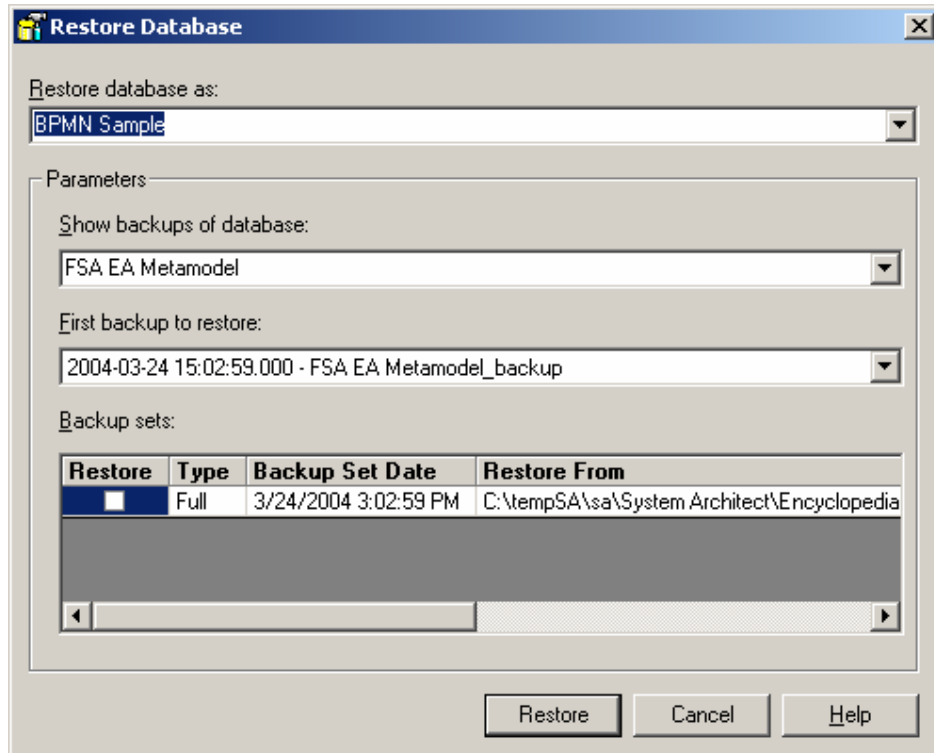 Restore Database
Restore database as:
BPMN Sample
Parameters
Show backups of database:
FSA EA Metamodel
First backup to restore:
2004-03-24 15:02:59.000 - FSA EA Metamodel_backup
Backup sets:
Restore Type Backup Set Date Restore From
Full 3/24/2004 3:02:59 PM C:\tempSA\sa\System Architect\Encyclopedia
Restore Cancel Help